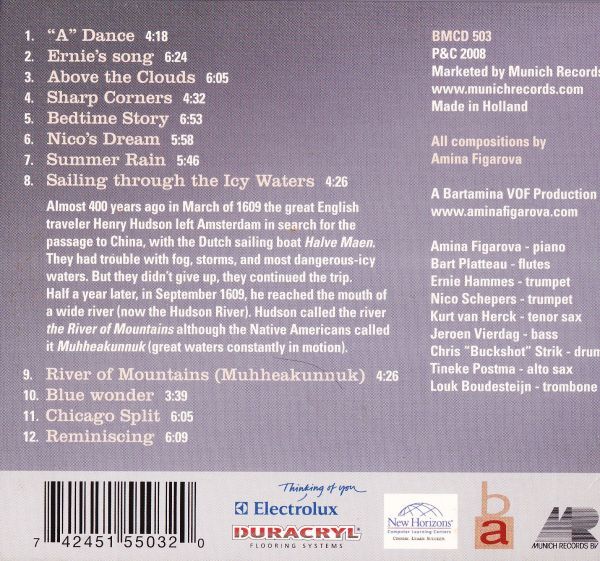 1. "A" Dance 4:18
2. Ernie's song 6:24
3. Above the Clouds 6:05
4. Sharp Corners 4:32
5. Bedtime Story 6:53
6. Nico's Dream 5:58
7. Summer Rain 5:46
8. Sailing through the Icy Waters 4:26
Almost 400 years ago in March of 1609 the great English
traveler Henry Hudson left Amsterdam in search for the
passage to China, with the Dutch sailing boat Halve Maen.
They had trouble with fog, storms, and most dangerous-icy
waters. But they didn't give up, they continued the trip.
Half a year later, in September 1609, he reached the mouth of
a wide river (now the Hudson River). Hudson called the river
the River of Mountains although the Native Americans called
it Muhheakunnuk (great waters constantly in motion).
9. River of Mountains (Muhheakunnuk) 4:26
10. Blue wonder 3:39
11. Chicago Split 6:05
12. Reminiscing 6:09
BMCD 503
P&C 2008
Marketed by Munich Records
www.munichrecords.com
Made in Holland
All compositions by
Amina Figarova
A Bartamina VOF Production
www.aminafigarova.com
Amina Figarova - piano
Bart Platteau - flutes
Ernie Hammes - trumpet
Nico Schepers - trumpet
Kurt van Herck - tenor sax
Jeroen Vierdag - bass
Chris "Buckshot" Strik - drum
Tineke Postma - alto sax
Louk Boudesteijn - trombone
7 42451 55032 0
Thinking of you
Electrolux
DURACRYL
FLOORING SYSTEMS
New Horizons
Computer Learning Centers
ba
MR
MUNICH RECORDS BV